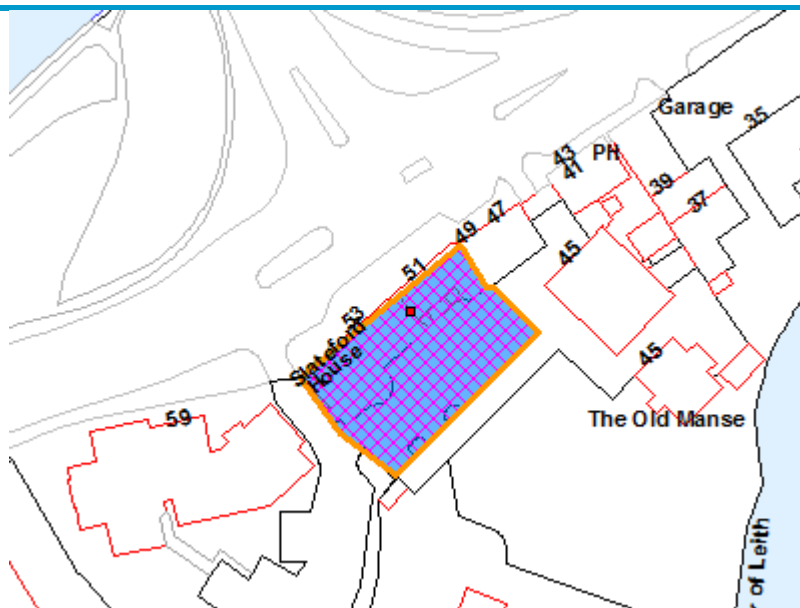 Garage
35
43
PH
41
39
37
47
49
45
51
53
Slateford
House
45
The Old Manse
59
r of Leith